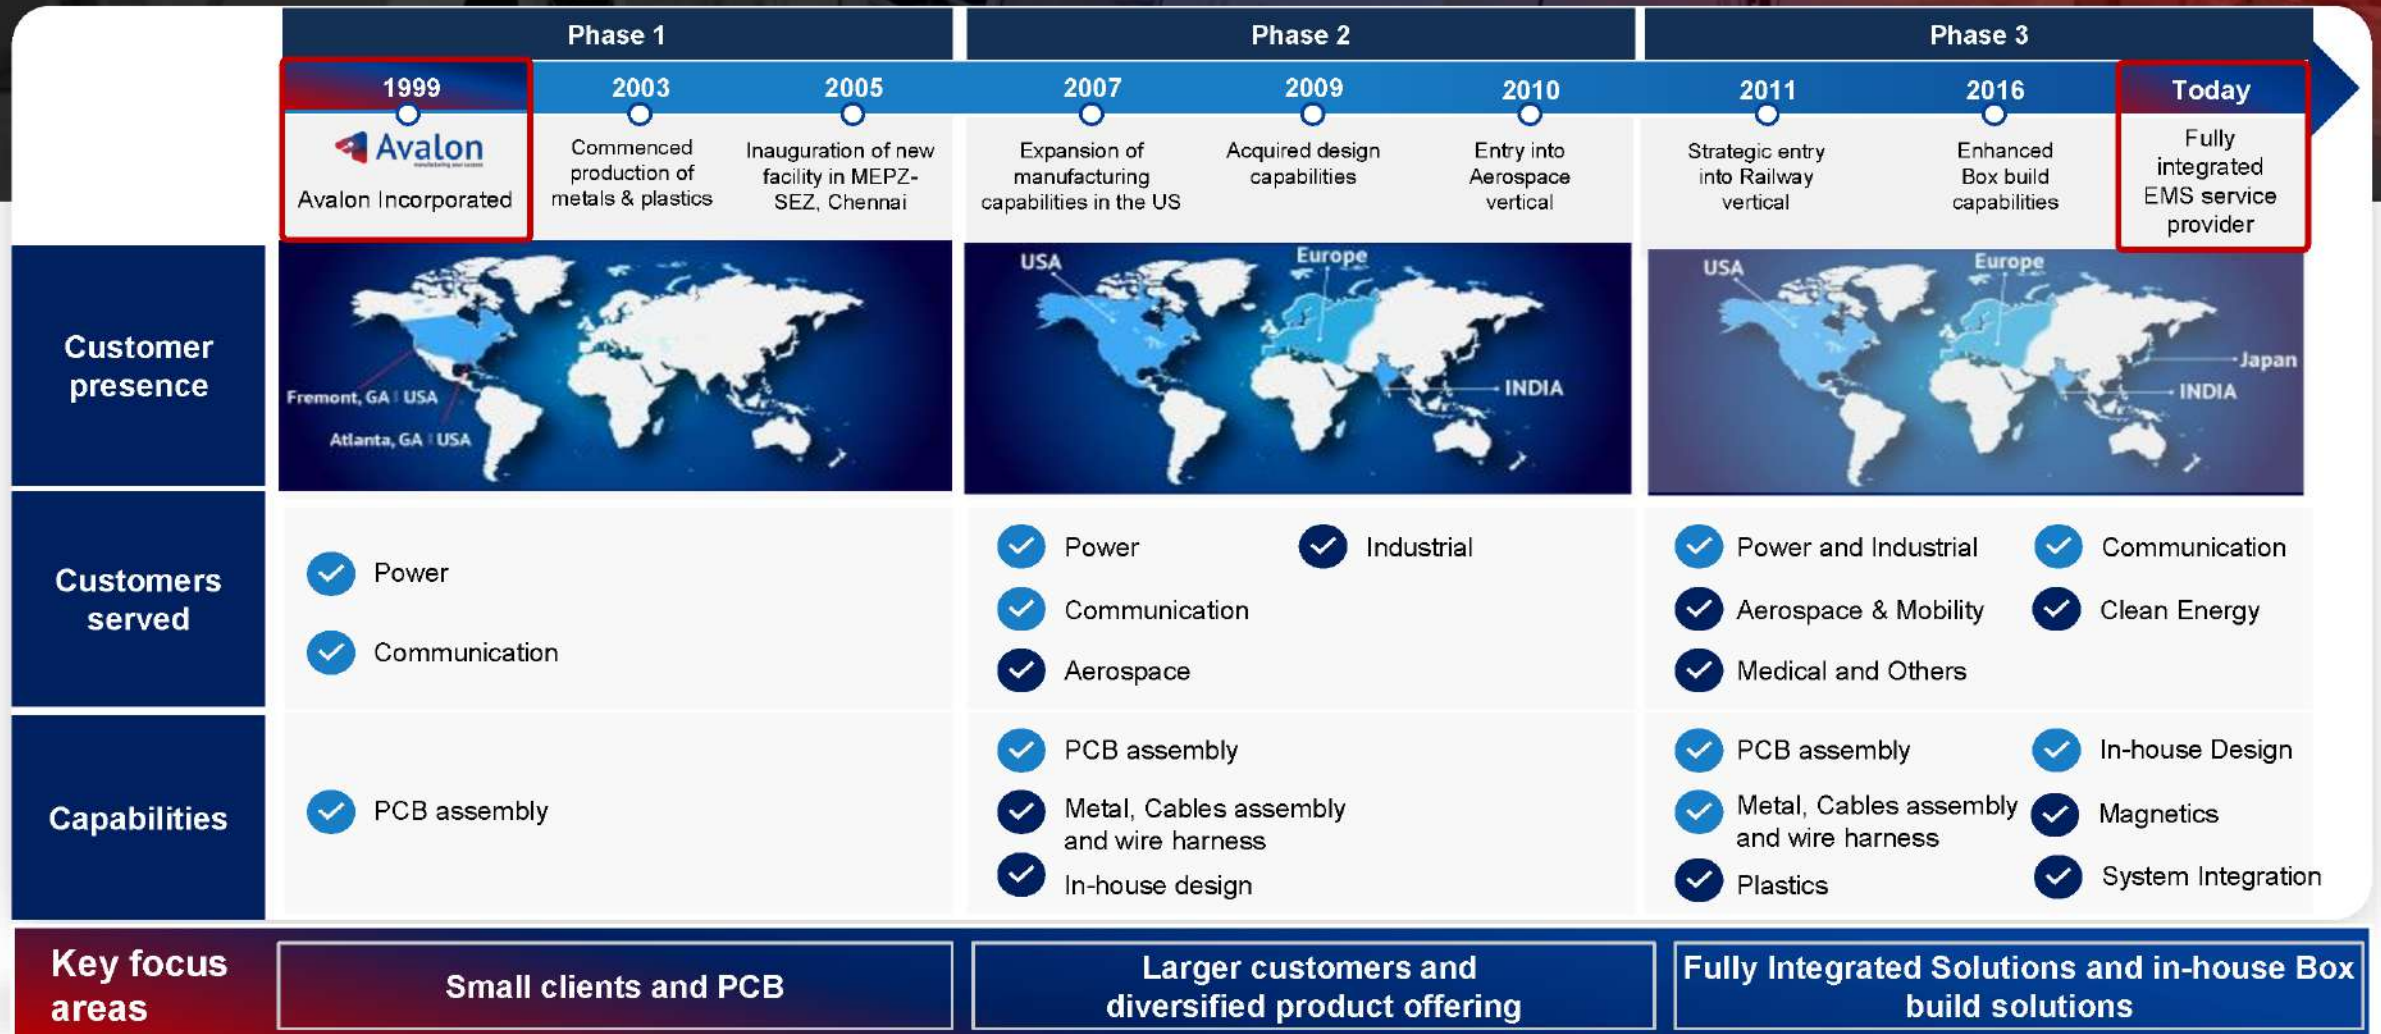 Phase 1
Phase 2
Phase 3
1999
2003
2005
2007
2009
2010
2011
2016
Today
Avalon
Avalon Incorporated
Commenced
production of
metals & plastics
Inauguration of new
facility in MEPZ-
SEZ, Chennai
Expansion of
manufacturing
capabilities in the US
Acquired design
capabilities
Entry into
Aerospace
vertical
Strategic entry
into Railway
vertical
Enhanced
Box build
capabilities
Fully
integrated
EMS service
provider
Customer
presence
Fremont, GA USA
Atlanta, GA USA
USA
Europe
INDIA
USA
Europe
Japan
INDIA
Customers
served
Power
Communication
Power
Industrial
Communication
Aerospace
Power and Industrial
Communication
Aerospace & Mobility
Clean Energy
Medical and Others
Capabilities
PCB assembly
PCB assembly
Metal, Cables assembly
and wire harness
In-house design
PCB assembly
In-house Design
Metal, Cables assembly
and wire harness
Magnetics
Plastics
System Integration
Key focus
areas
Small clients and PCB
Larger customers and
diversified product offering
Fully Integrated Solutions and in-house Box
build solutions